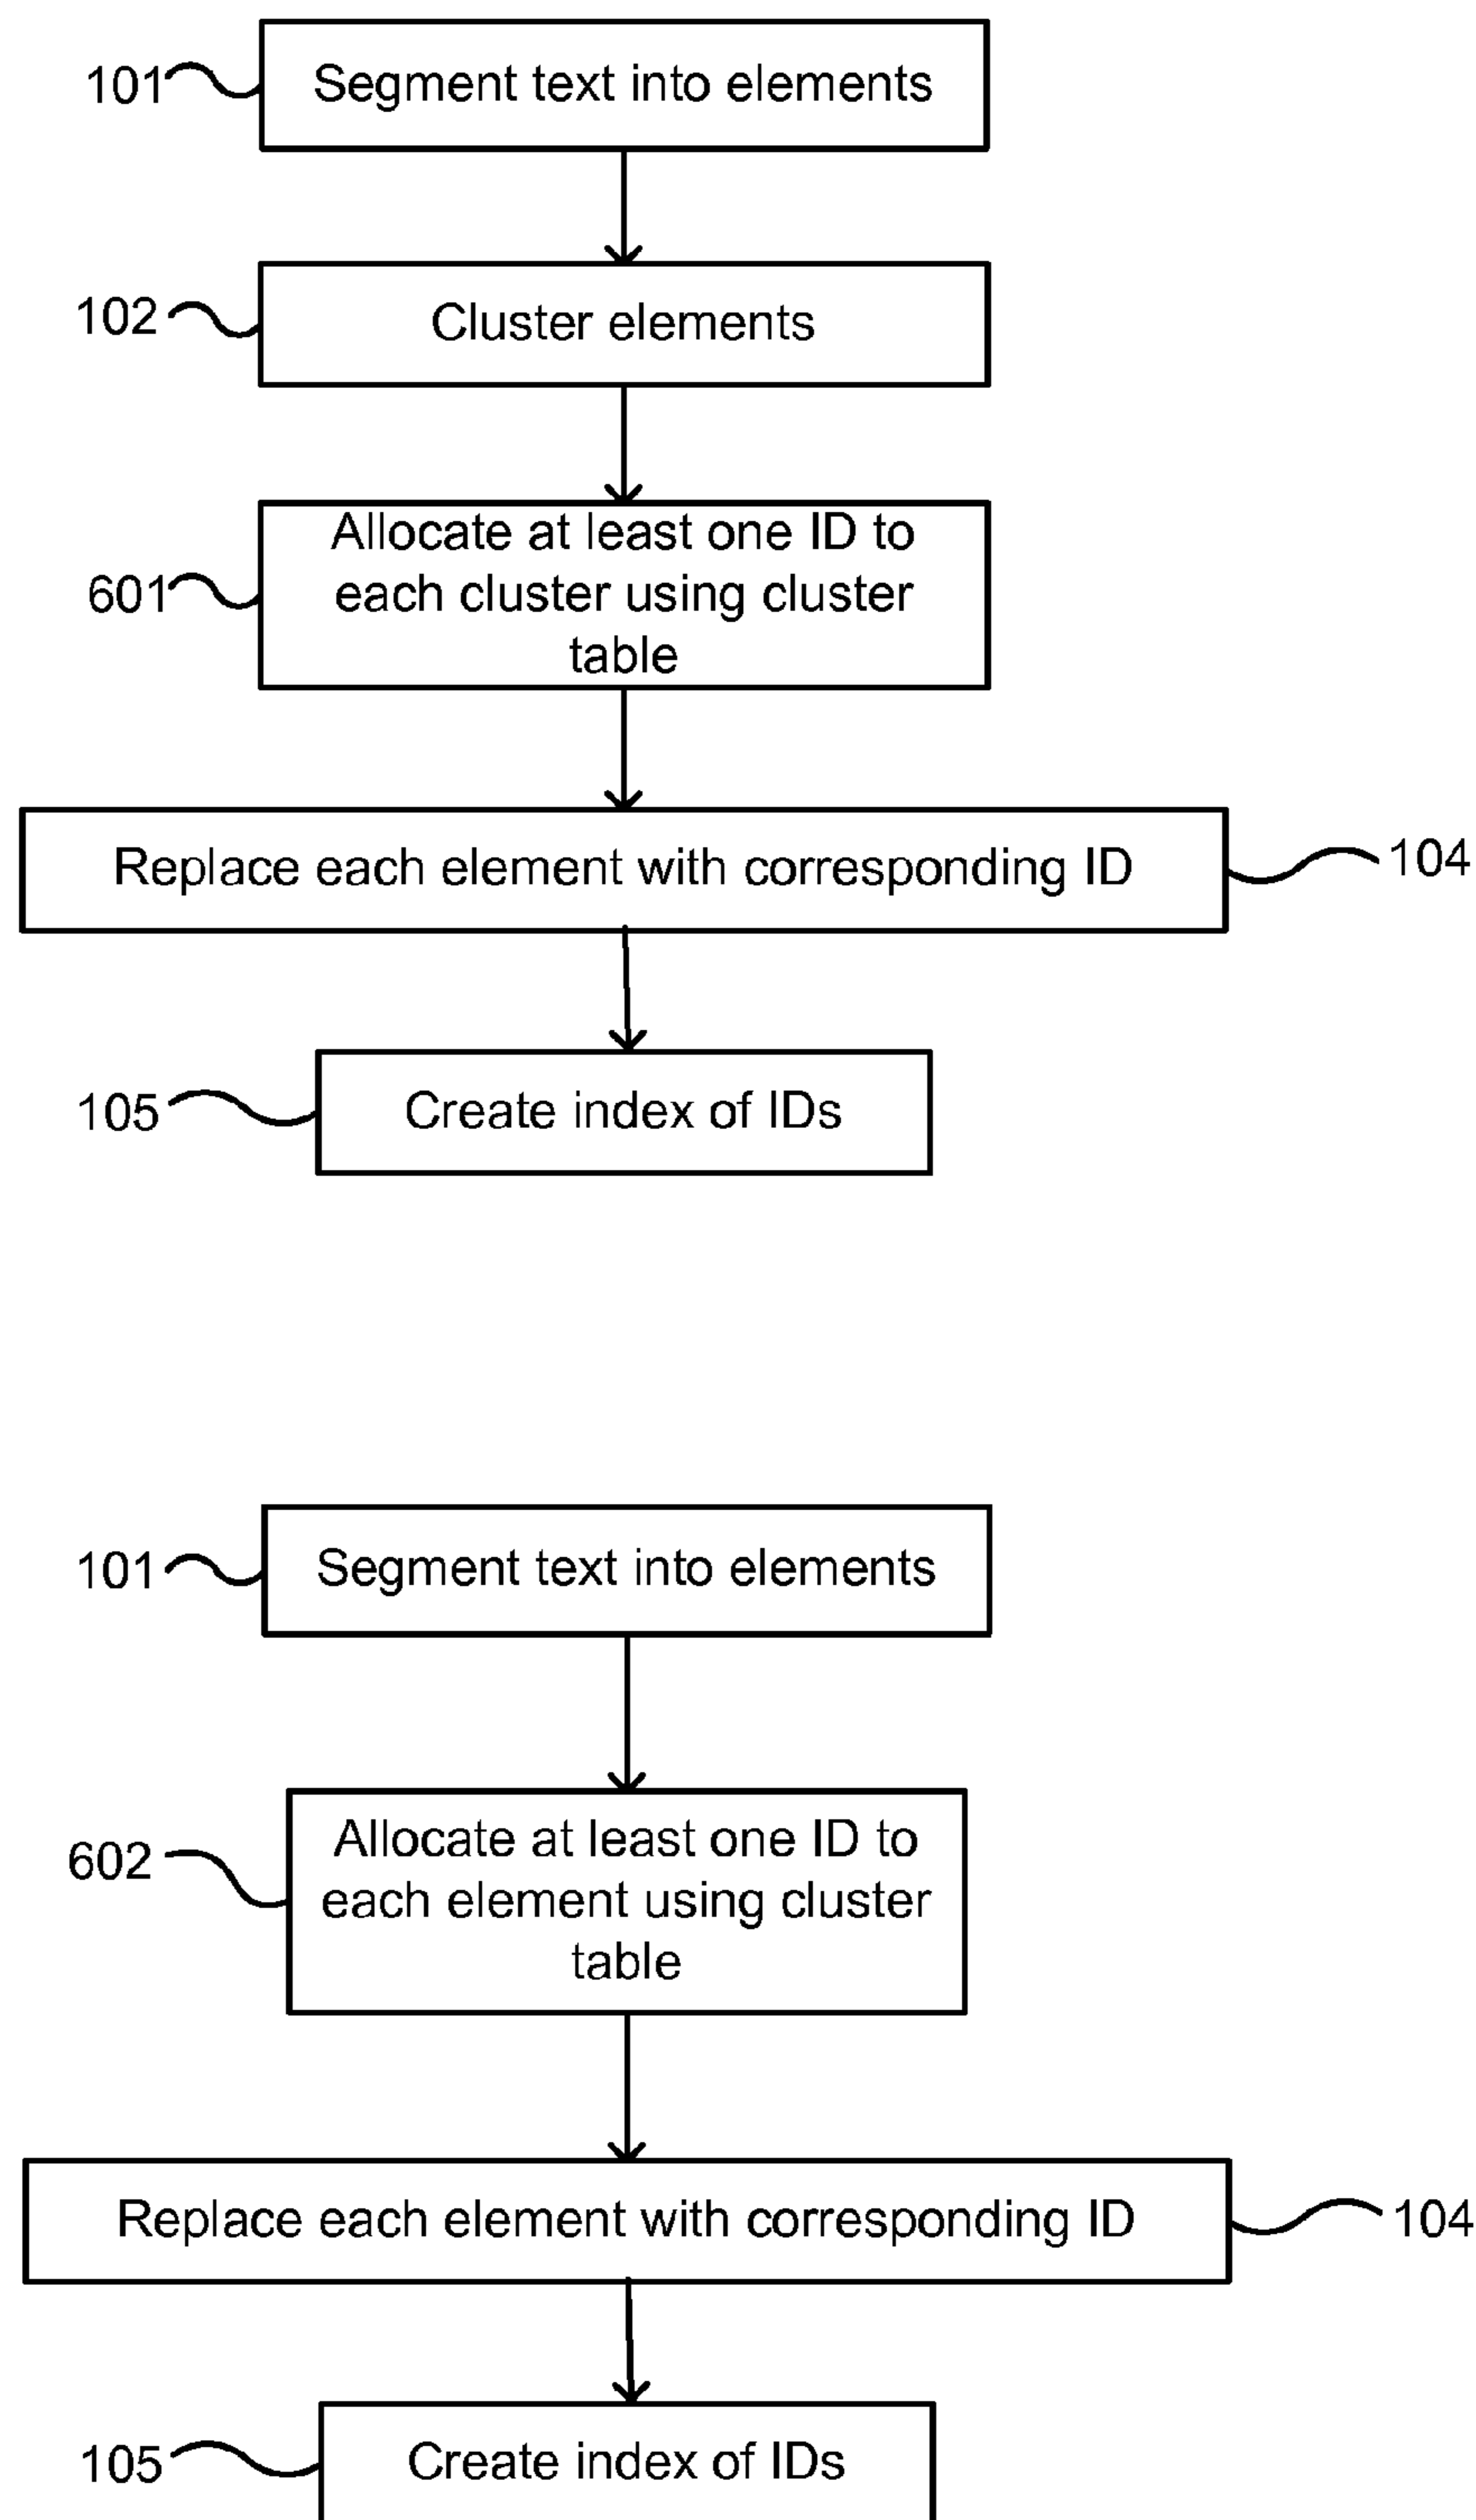 101
Segment text into elements
102
Cluster elements
601
Allocate at least one ID to
each cluster using cluster
table
Replace each element with corresponding ID
104
105
Create index of IDs
101
Segment text into elements
602
Allocate at least one ID to
each element using cluster
table
Replace each element with corresponding ID
104
105
Create index of IDs